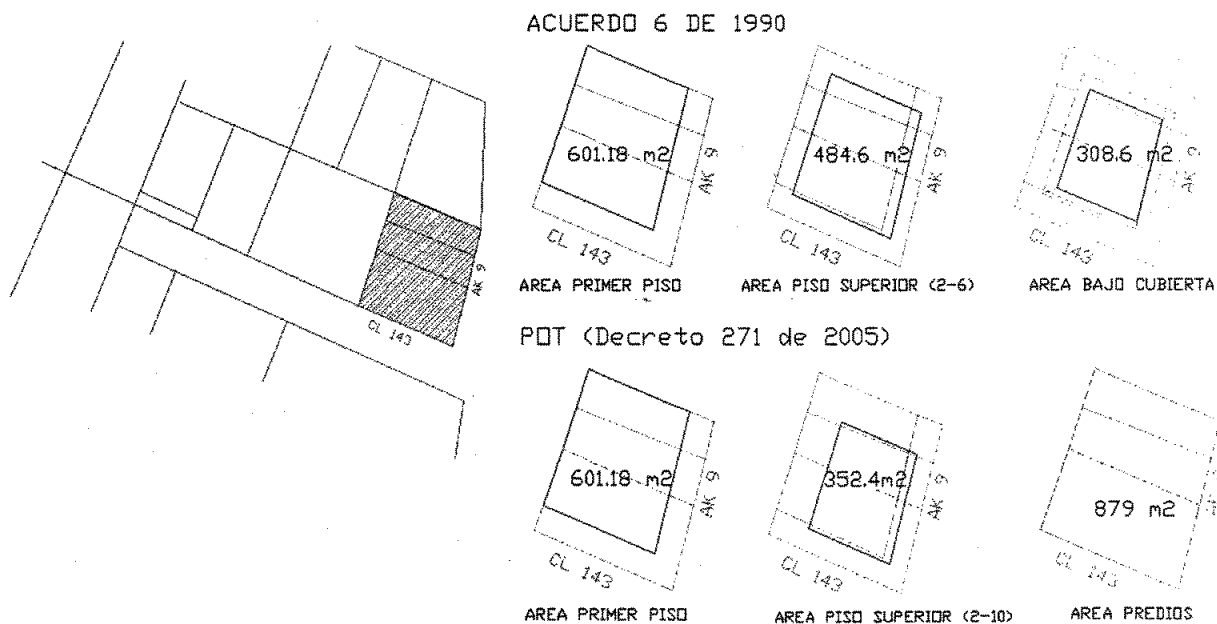 ACUERDO 6 DE 1990
601.18 m2
AK 9
CL 143
AREA PRIMER PISO
484.6 m2
AK 9
CL 143
AREA PISO SUPERIOR (2-6)
308.6 m2
AK 9
CL 143
AREA BAJO CUBIERTA
AK 9
CL 143
POT (Decreto 271 de 2005)
601.18 m2
AK 9
CL 143
AREA PRIMER PISO
352.4m2
AK 9
CL 143
AREA PISO SUPERIOR (2-10)
879 m2
CL 143
AREA PREDIOS